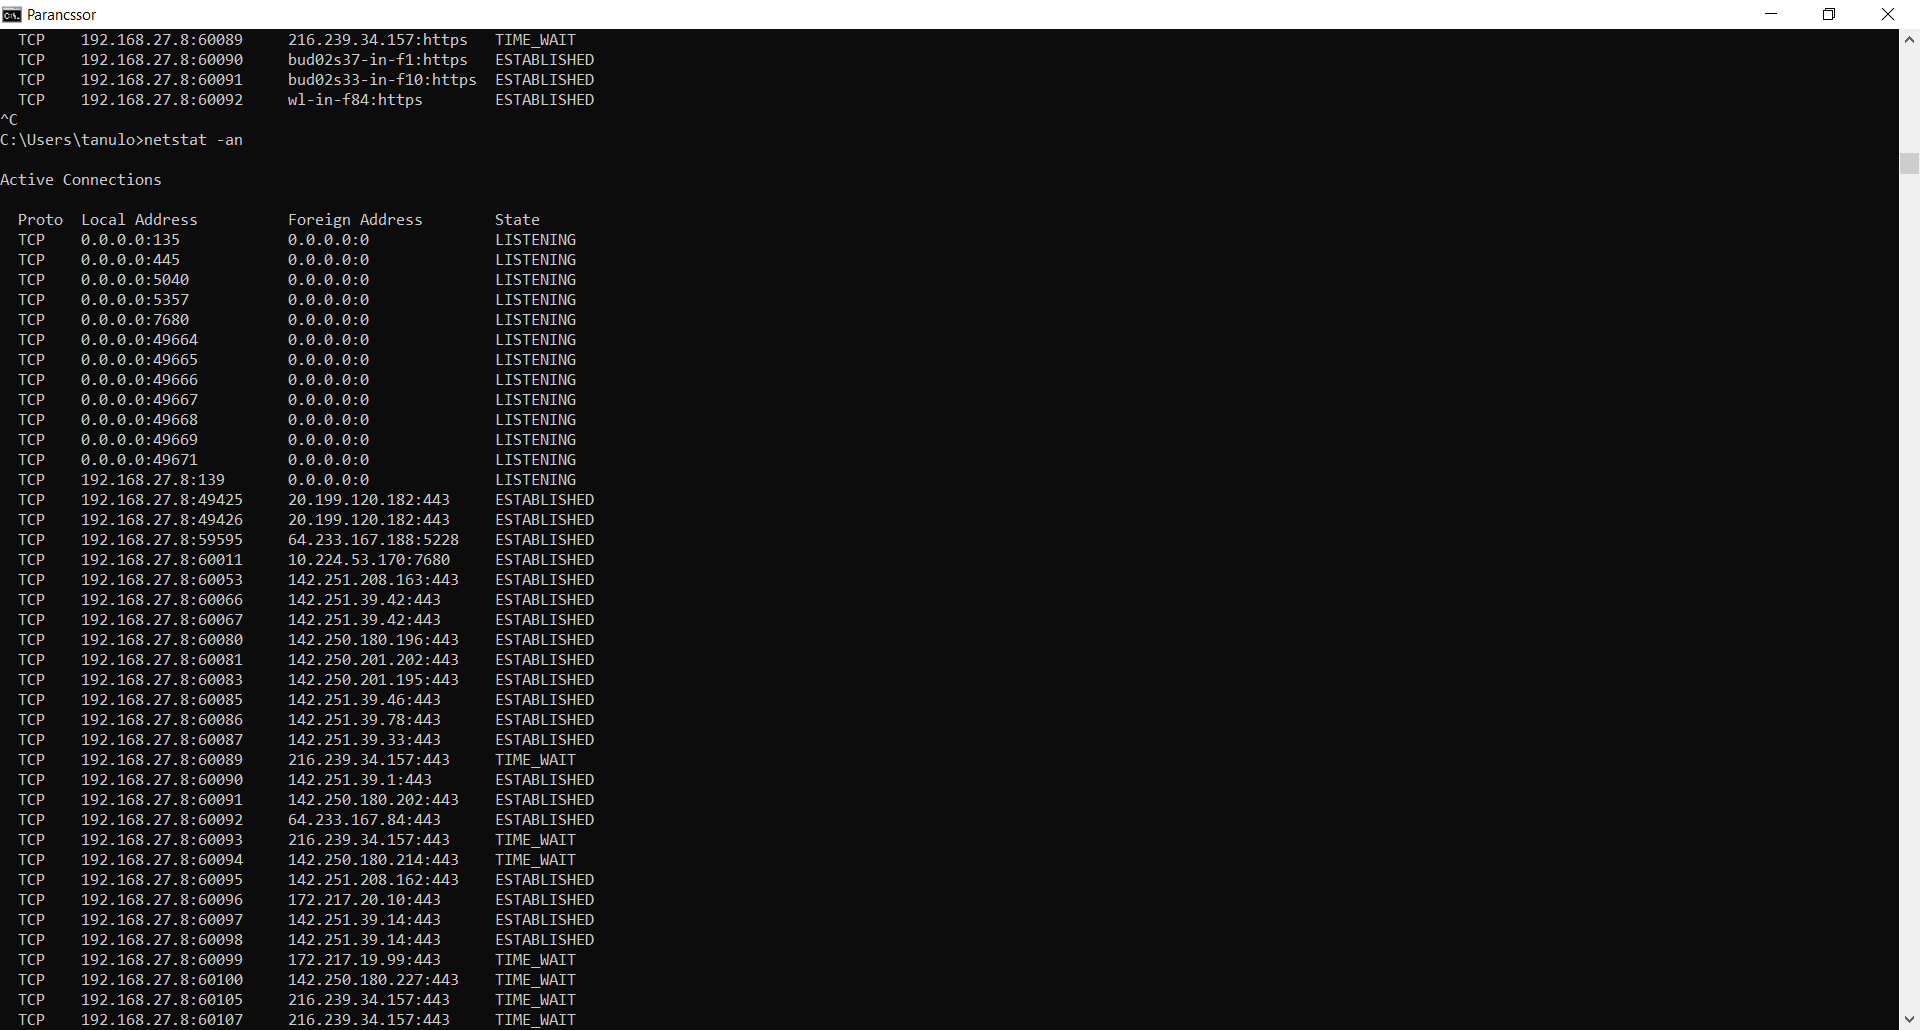 Parancssor
  TCP    192.168.27.8:60089     216.239.34.157:https   TIME_WAIT
  TCP    192.168.27.8:60090     bud02s37-in-f1:https   ESTABLISHED
  TCP    192.168.27.8:60091     bud02s33-in-f10:https  ESTABLISHED
  TCP    192.168.27.8:60092     wl-in-f84:https        ESTABLISHED
^C
C:\Users\tanulo>netstat -an
Active Connections
  Proto  Local Address          Foreign Address        State
  TCP    0.0.0.0:135            0.0.0.0:0              LISTENING
  TCP    0.0.0.0:445            0.0.0.0:0              LISTENING
  TCP    0.0.0.0:5040           0.0.0.0:0              LISTENING
  TCP    0.0.0.0:5357           0.0.0.0:0              LISTENING
  TCP    0.0.0.0:7680           0.0.0.0:0              LISTENING
  TCP    0.0.0.0:49664          0.0.0.0:0              LISTENING
  TCP    0.0.0.0:49665          0.0.0.0:0              LISTENING
  TCP    0.0.0.0:49666          0.0.0.0:0              LISTENING
  TCP    0.0.0.0:49667          0.0.0.0:0              LISTENING
  TCP    0.0.0.0:49668          0.0.0.0:0              LISTENING
  TCP    0.0.0.0:49669          0.0.0.0:0              LISTENING
  TCP    0.0.0.0:49671          0.0.0.0:0              LISTENING
  TCP    192.168.27.8:139       0.0.0.0:0              LISTENING
  TCP    192.168.27.8:49425     20.199.120.182:443     ESTABLISHED
  TCP    192.168.27.8:49426     20.199.120.182:443     ESTABLISHED
  TCP    192.168.27.8:59595     64.233.167.188:5228    ESTABLISHED
  TCP    192.168.27.8:60011     10.224.53.170:7680     ESTABLISHED
  TCP    192.168.27.8:60053     142.251.208.163:443    ESTABLISHED
  TCP    192.168.27.8:60066     142.251.39.42:443      ESTABLISHED
  TCP    192.168.27.8:60067     142.251.39.42:443      ESTABLISHED
  TCP    192.168.27.8:60080     142.250.180.196:443    ESTABLISHED
  TCP    192.168.27.8:60081     142.250.201.202:443    ESTABLISHED
  TCP    192.168.27.8:60083     142.250.201.195:443    ESTABLISHED
  TCP    192.168.27.8:60085     142.251.39.46:443      ESTABLISHED
  TCP    192.168.27.8:60086     142.251.39.78:443      ESTABLISHED
  TCP    192.168.27.8:60087     142.251.39.33:443      ESTABLISHED
  TCP    192.168.27.8:60089     216.239.34.157:443     TIME_WAIT
  TCP    192.168.27.8:60090     142.251.39.1:443       ESTABLISHED
  TCP    192.168.27.8:60091     142.250.180.202:443    ESTABLISHED
  TCP    192.168.27.8:60092     64.233.167.84:443      ESTABLISHED
  TCP    192.168.27.8:60093     216.239.34.157:443     TIME_WAIT
  TCP    192.168.27.8:60094     142.250.180.214:443    TIME_WAIT
  TCP    192.168.27.8:60095     142.251.208.162:443    ESTABLISHED
  TCP    192.168.27.8:60096     172.217.20.10:443      ESTABLISHED
  TCP    192.168.27.8:60097     142.251.39.14:443      ESTABLISHED
  TCP    192.168.27.8:60098     142.251.39.14:443      ESTABLISHED
  TCP    192.168.27.8:60099     172.217.19.99:443      TIME_WAIT
  TCP    192.168.27.8:60100     142.250.180.227:443    TIME_WAIT
  TCP    192.168.27.8:60105     216.239.34.157:443     TIME_WAIT
  TCP    192.168.27.8:60107     216.239.34.157:443     TIME_WAIT